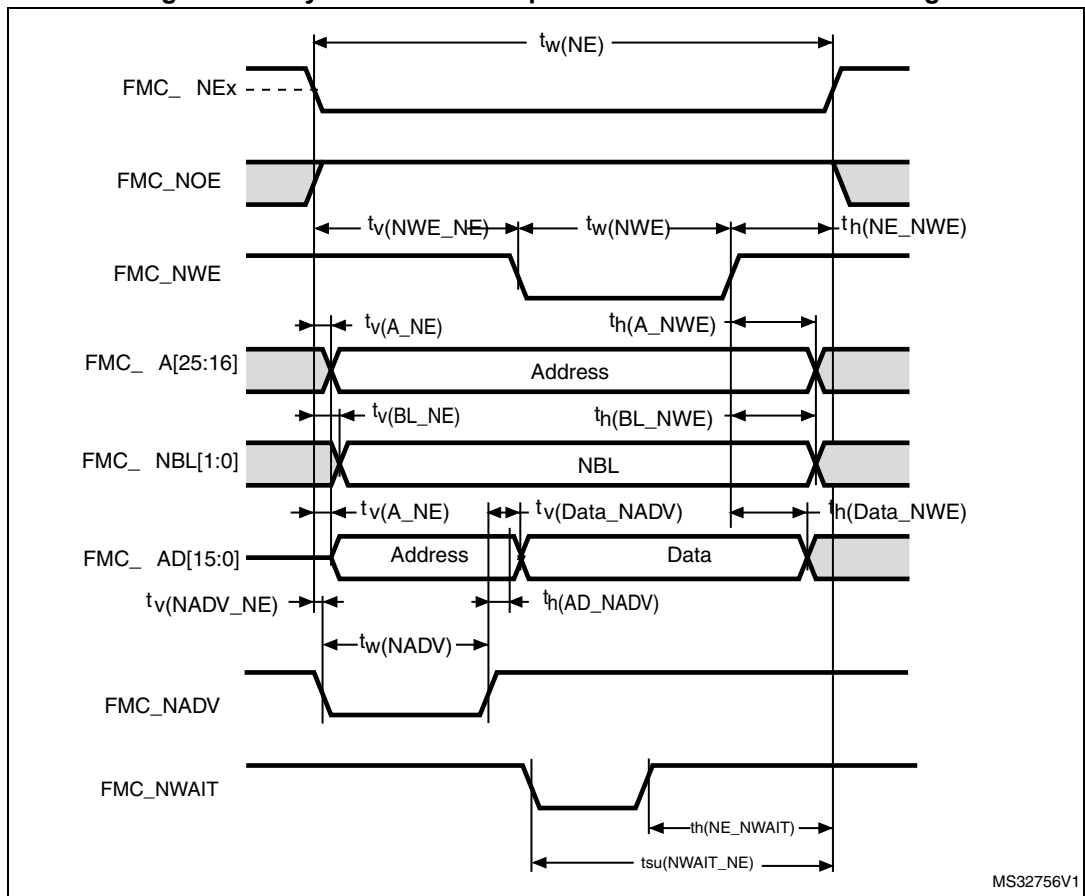 tw(NE)
FMC_ NEx
FMC_NOE
tv(NWE_NE) tw(NWE) th(NE_NWE)
FMC_NWE
tv(A_NE) th(A_NWE)
FMC_ A[25:16] Address
tv(BL_NE) th(BL_NWE)
FMC_ NBL[1:0] NBL
tv(A_NE) tv(Data_NADV) th(Data_NWE)
FMC_ AD[15:0] Address Data
tv(NADV_NE) th(AD_NADV)
tw(NADV)
FMC_NADV
FMC_NWAIT
th(NE_NWAIT)
tsu(NWAIT_NE)
MS32756V1